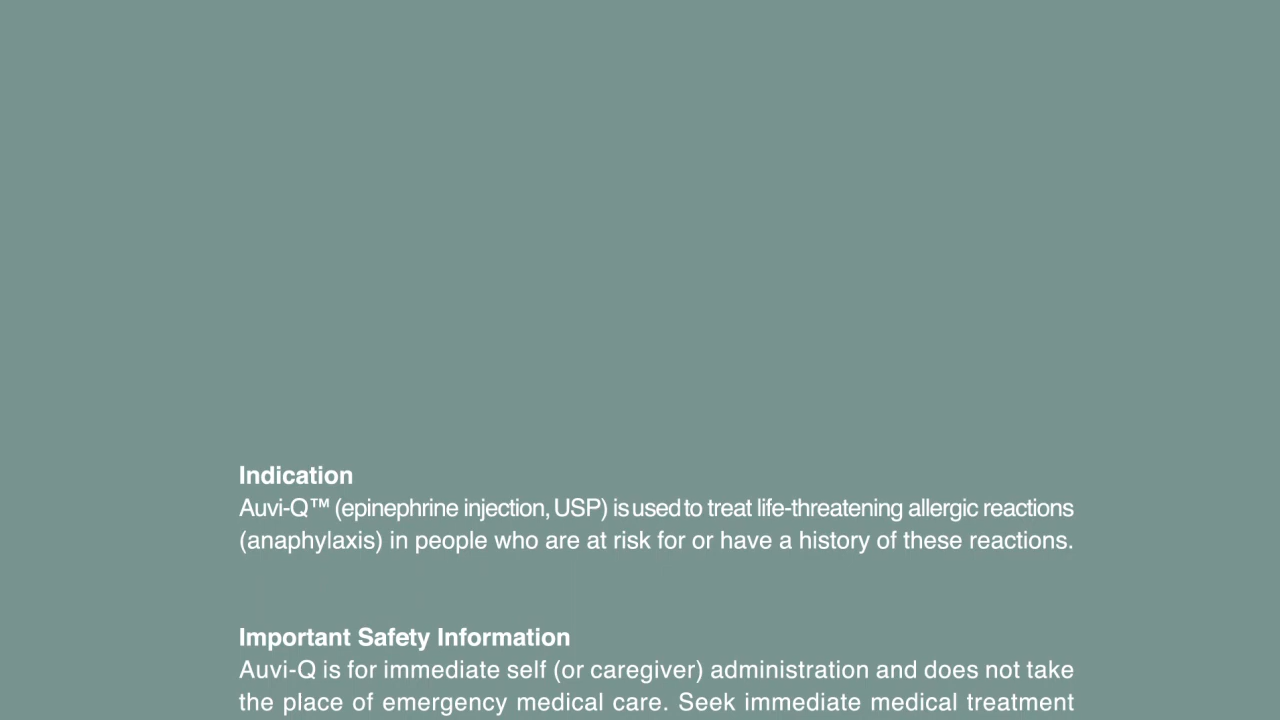 Indication
Auvi-Q™ (epinephrine injection, USP) is used to treat life-threatening allergic reactions
(anaphylaxis) in people who are at risk for or have a history of these reactions.
Important Safety Information
Auvi-Q is for immediate self (or caregiver) administration and does not take
the place of emergency medical care. Seek immediate medical treatment